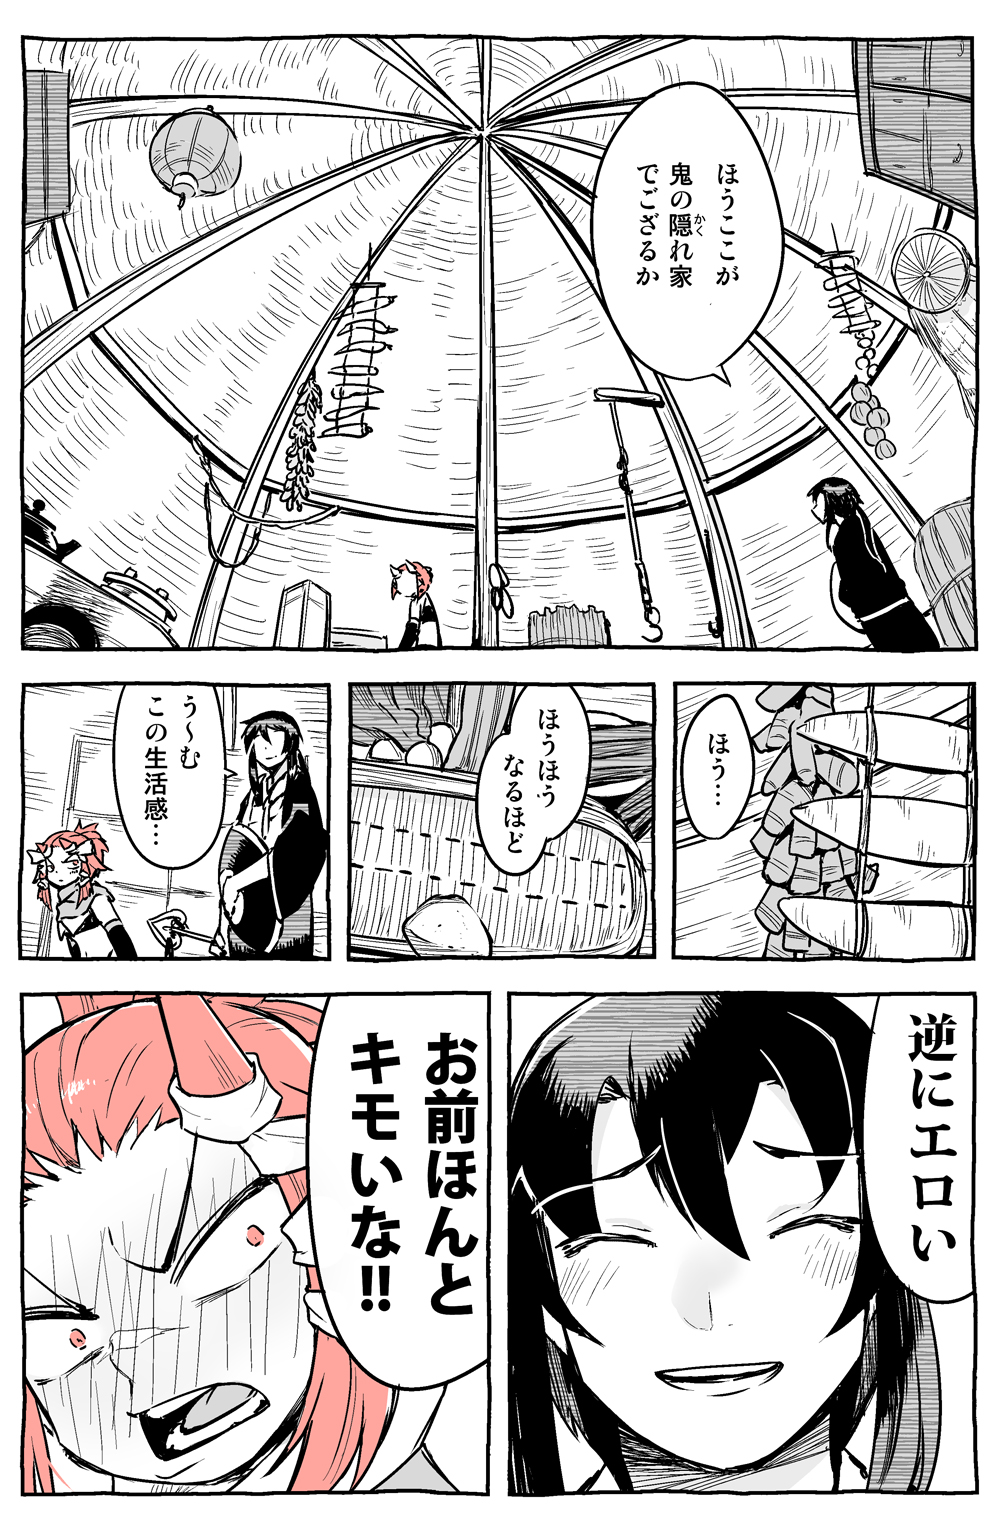 ほうここが
鬼の隠れ家
かく
でござるか
ほう…
ほうほう
なるほど
う～む
この生活感…
逆にエロい
お前ほんと
キモいな!!